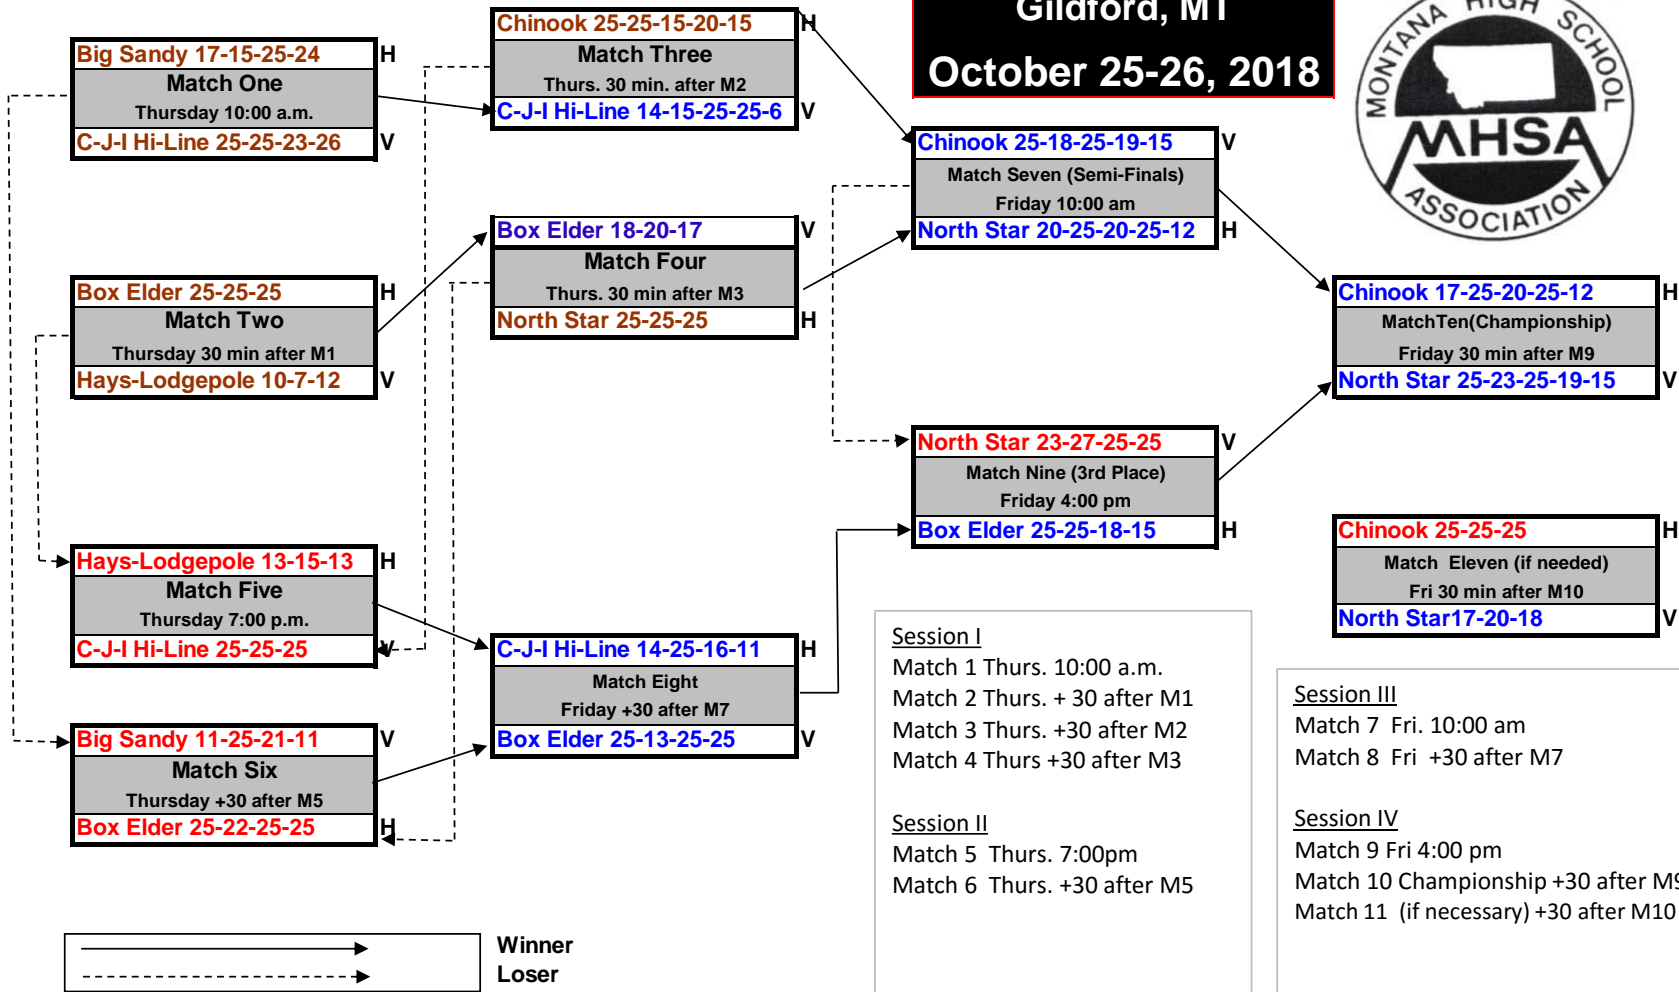 Gildford, MT
October 25-26, 2018
MONTANA HIGH SCHOOL
MHSA
ASSOCIATION
Big Sandy 17-15-25-24 H
Match One
Thursday 10:00 a.m.
C-J-I Hi-Line 25-25-23-26 V
Box Elder 25-25-25 H
Match Two
Thursday 30 min after M1
Hays-Lodgepole 10-7-12 V
Hays-Lodgepole 13-15-13 H
Match Five
Thursday 7:00 p.m.
C-J-I Hi-Line 25-25-25 V
Big Sandy 11-25-21-11 V
Match Six
Thursday +30 after M5
Box Elder 25-22-25-25 H
Chinook 25-25-15-20-15 H
Match Three
Thurs. 30 min. after M2
C-J-I Hi-Line 14-15-25-25-6 V
Box Elder 18-20-17 V
Match Four
Thurs. 30 min after M3
North Star 25-25-25 H
C-J-I Hi-Line 14-25-16-11 H
Match Eight
Friday +30 after M7
Box Elder 25-13-25-25 V
Chinook 25-18-25-19-15 V
Match Seven (Semi-Finals)
Friday 10:00 am
North Star 20-25-20-25-12 H
North Star 23-27-25-25 V
Match Nine (3rd Place)
Friday 4:00 pm
Box Elder 25-25-18-15 H
Chinook 17-25-20-25-12 H
MatchTen(Championship)
Friday 30 min after M9
North Star 25-23-25-19-15 V
Chinook 25-25-25 H
Match Eleven (if needed)
Fri 30 min after M10
North Star17-20-18 V
Session I
Match 1 Thurs. 10:00 a.m.
Match 2 Thurs. + 30 after M1
Match 3 Thurs. +30 after M2
Match 4 Thurs +30 after M3
Session II
Match 5 Thurs. 7:00pm
Match 6 Thurs. +30 after M5
Session III
Match 7 Fri. 10:00 am
Match 8 Fri +30 after M7
Session IV
Match 9 Fri 4:00 pm
Match 10 Championship +30 after M9
Match 11 (if necessary) +30 after M10
Winner
Loser